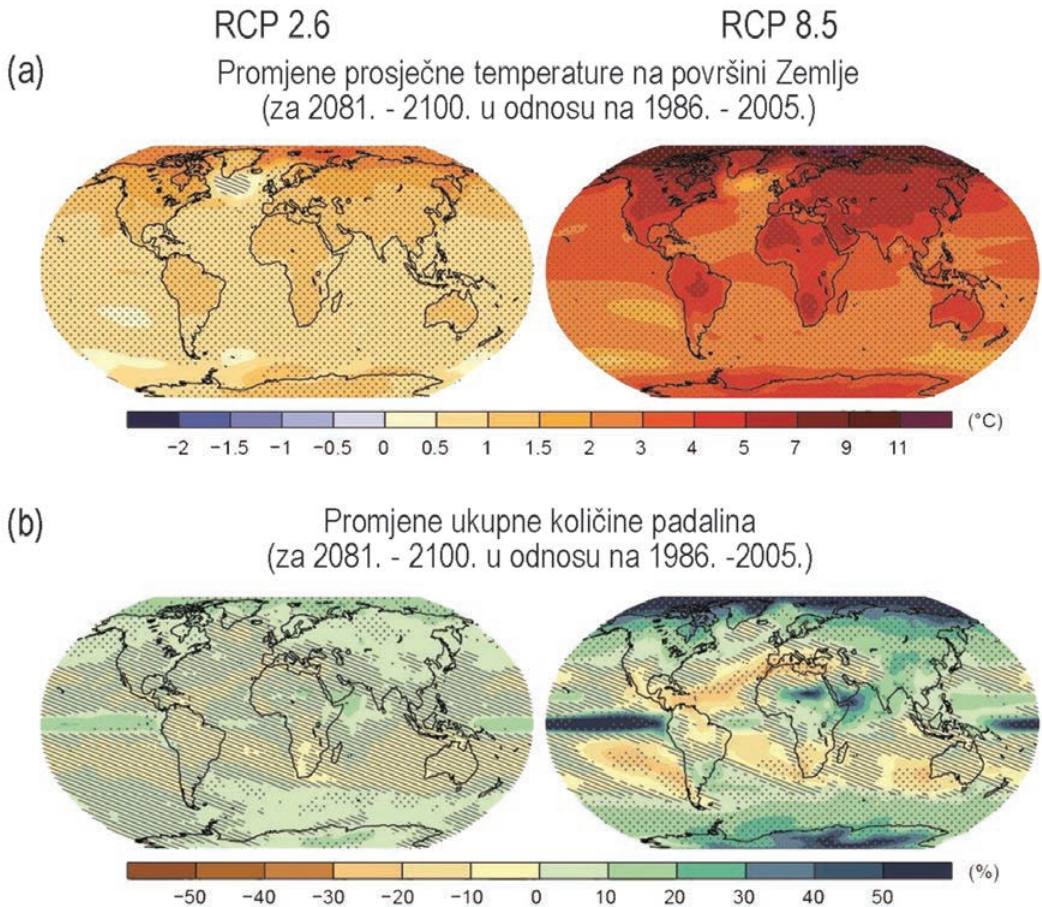 RCP 2.6 RCP 8.5
(a) Promjene prosječne temperature na površini Zemlje
(za 2081. - 2100. u odnosu na 1986. - 2005.)
−2 −1.5 −1 −0.5 0 0.5 1 1.5 2 3 4 5 7 9 11 (°C)
(b) Promjene ukupne količine padalina
(za 2081. - 2100. u odnosu na 1986. -2005.)
−50 −40 −30 −20 −10 0 10 20 30 40 50 (%)